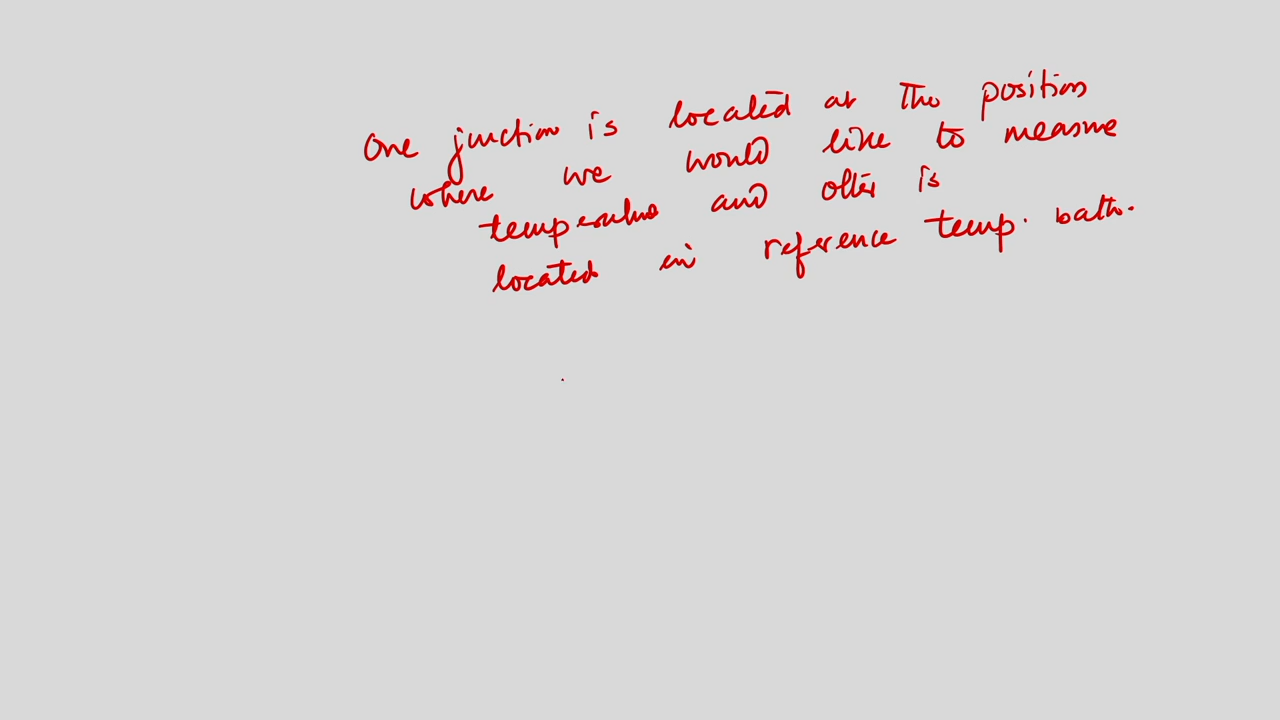 One junction is located at the position
where we would like to measure
temperature and other is
located in reference temp. bath.